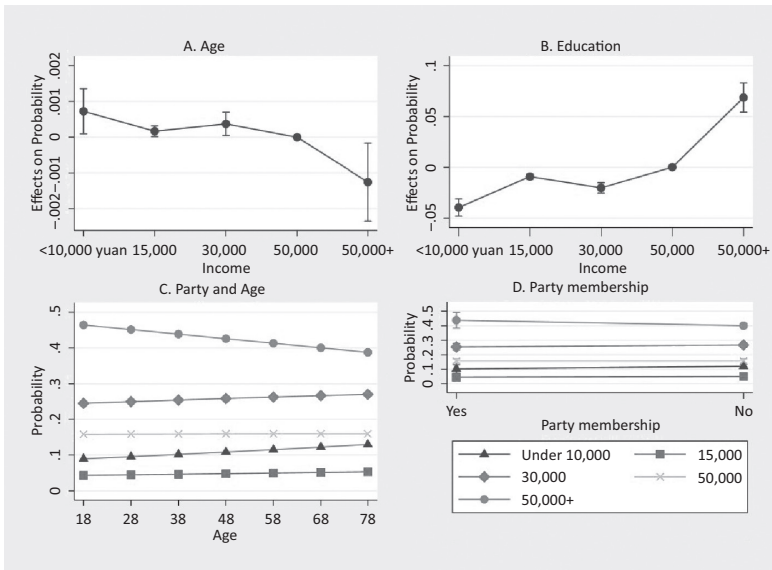 A. Age
Effects on Probability
.002
.001
0
−.001
−.002
<10,000 yuan 15,000 30,000 50,000 50,000+
Income
B. Education
Effects on Probability
.1
.05
0
−.05
<10,000 yuan 15,000 30,000 50,000 50,000+
Income
C. Party and Age
Probability
.5
.4
.3
.2
.1
0
18 28 38 48 58 68 78
Age
D. Party membership
Probability
0 .1 .2 .3 .4 .5
Yes No
Party membership
Under 10,000 15,000
30,000 50,000
50,000+